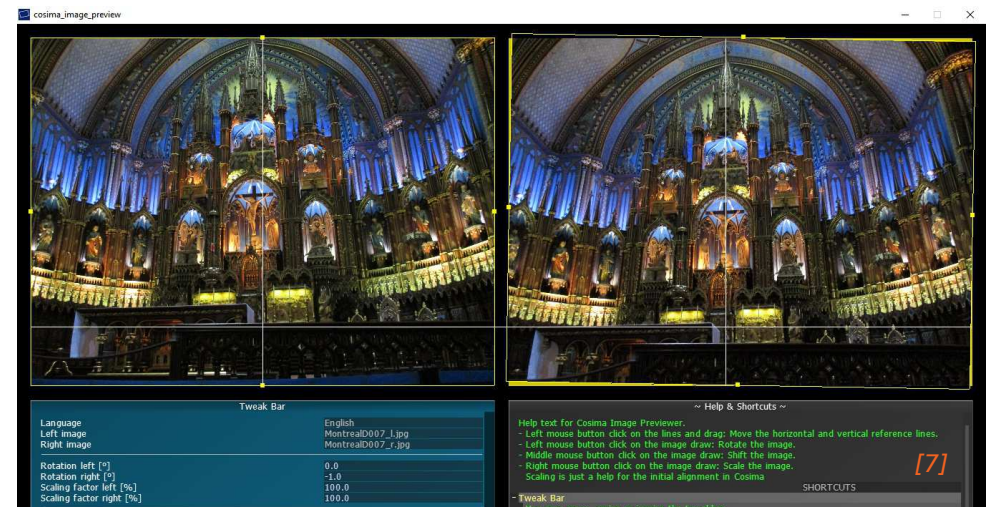 cosima_image_preview
Tweak Bar
Language English
Left image MontrealD007_l.jpg
Right image MontrealD007_r.jpg
Rotation left [º] 0.0
Rotation right [º] -1.0
Scaling factor left [%] 100.0
Scaling factor right [%] 100.0
~ Help & Shortcuts ~
Help text for Cosima Image Previewer.
- Left mouse button click on the lines and drag: Move the horizontal and vertical reference lines.
- Left mouse button click on the image draw: Rotate the image.
- Middle mouse button click on the image draw: Shift the image.
- Right mouse button click on the image draw: Scale the image.
Scaling is just a help for the initial alignment in Cosima
[7]
SHORTCUTS
- Tweak Bar